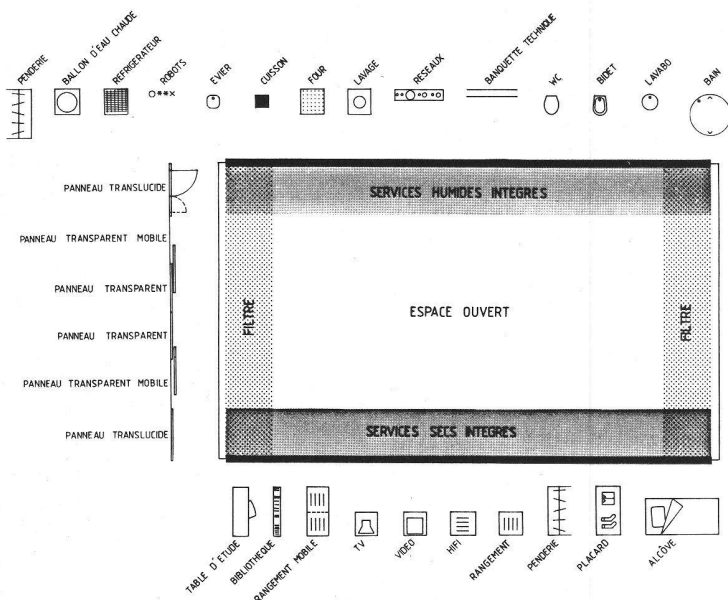 PENDERIE
BALLON D'EAU CHAUDE
REFRIGERATEUR
ROBOTS
EVIER
CUISSON
FOUR
LAVAGE
RESEAUX
BANQUETTE TECHNIQUE
WC
BIDET
LAVABO
BAIN
PANNEAU TRANSLUCIDE
SERVICES HUMIDES INTEGRES
PANNEAU TRANSPARENT MOBILE
PANNEAU TRANSPARENT
FILTRE
ESPACE OUVERT
FILTRE
PANNEAU TRANSPARENT
PANNEAU TRANSPARENT MOBILE
PANNEAU TRANSLUCIDE
SERVICES SECS INTEGRES
TABLE D'ETUDE
BIBLIOTHEQUE
RANGEMENT MOBILE
TV
VIDEO
HIFI
RANGEMENT
PENDERIE
PLACARD
ALCÔVE